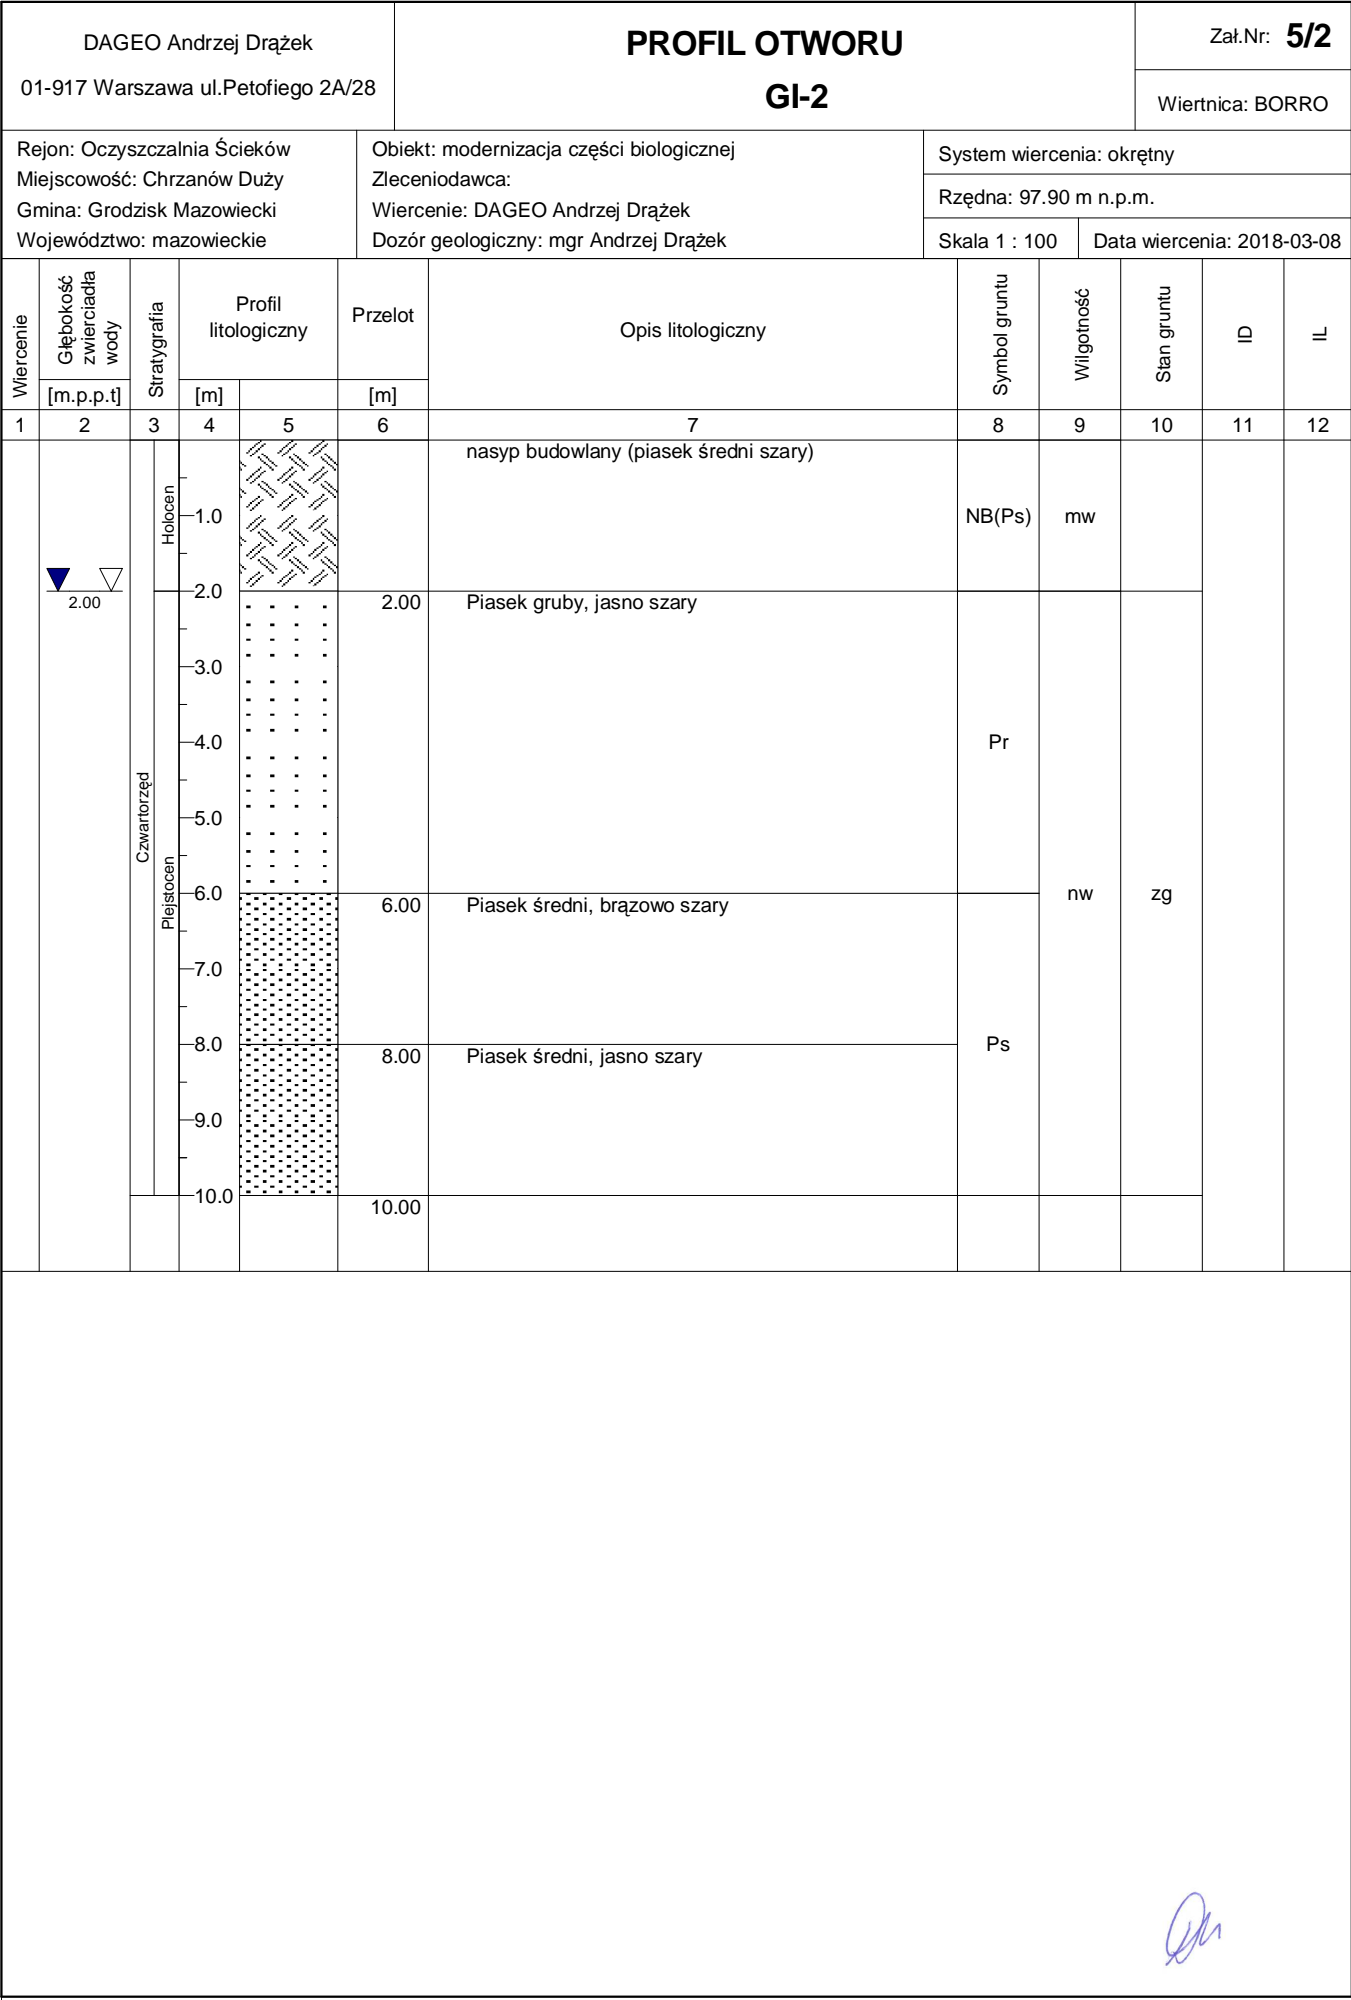 DAGEO Andrzej Drążek
01-917 Warszawa ul.Petofiego 2A/28
PROFIL OTWORU
GI-2
Zał.Nr: 5/2
Wiertnica: BORRO
Rejon: Oczyszczalnia Ścieków
Miejscowość: Chrzanów Duży
Gmina: Grodzisk Mazowiecki
Województwo: mazowieckie
Obiekt: modernizacja części biologicznej
Zleceniodawca:
Wiercenie: DAGEO Andrzej Drążek
Dozór geologiczny: mgr Andrzej Drążek
System wiercenia: okrętny
Rzędna: 97.90 m n.p.m.
Skala 1 : 100
Data wiercenia: 2018-03-08
Wiercenie
Głębokość
zwierciadła
wody
[m.p.p.t]
Stratygrafia
Profil
litologiczny
[m]
Przelot
[m]
Opis litologiczny
Symbol gruntu
Wilgotność
Stan gruntu
ID
IL
1 2 3 4 5 6 7 8 9 10 11 12
nasyp budowlany (piasek średni szary)
Holocen
1.0
NB(Ps) mw
2.00
2.0
2.00 Piasek gruby, jasno szary
3.0
4.0
Pr
Czwartorzęd
5.0
Plejstocen
6.0
6.00 Piasek średni, brązowo szary
nw zg
7.0
8.0
8.00 Piasek średni, jasno szary
Ps
9.0
10.0
10.00